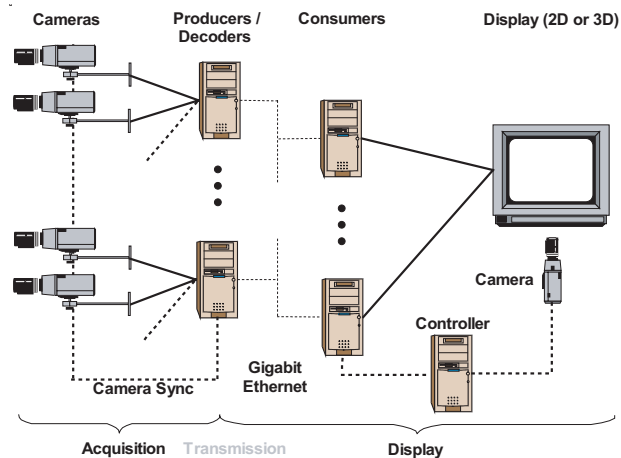 Cameras
Producers /
Decoders
Consumers
Display (2D or 3D)
Camera
Controller
Gigabit
Ethernet
Camera Sync
Acquisition
Transmission
Display